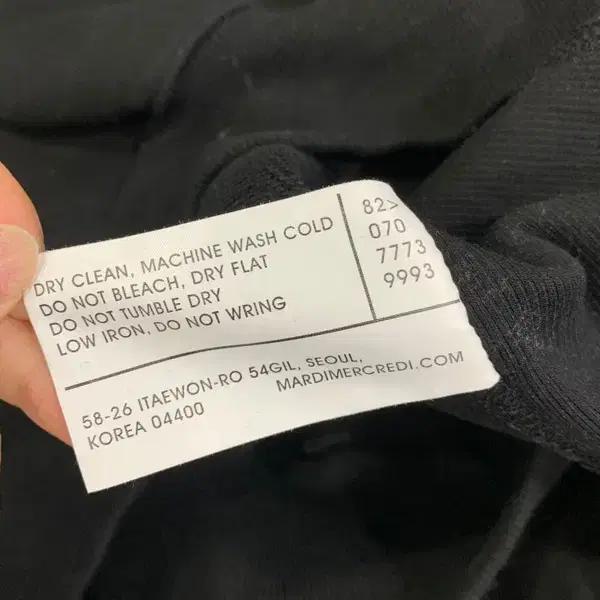 DRY CLEAN, MACHINE WASH COLD
DO NOT BLEACH, DRY FLAT
DO NOT TUMBLE DRY
LOW IRON, DO NOT WRING
82>
070
7773
9993
58-26 ITAEWON-RO 54GIL, SEOUL,
KOREA 04400
MARDIMERCREDI.COM